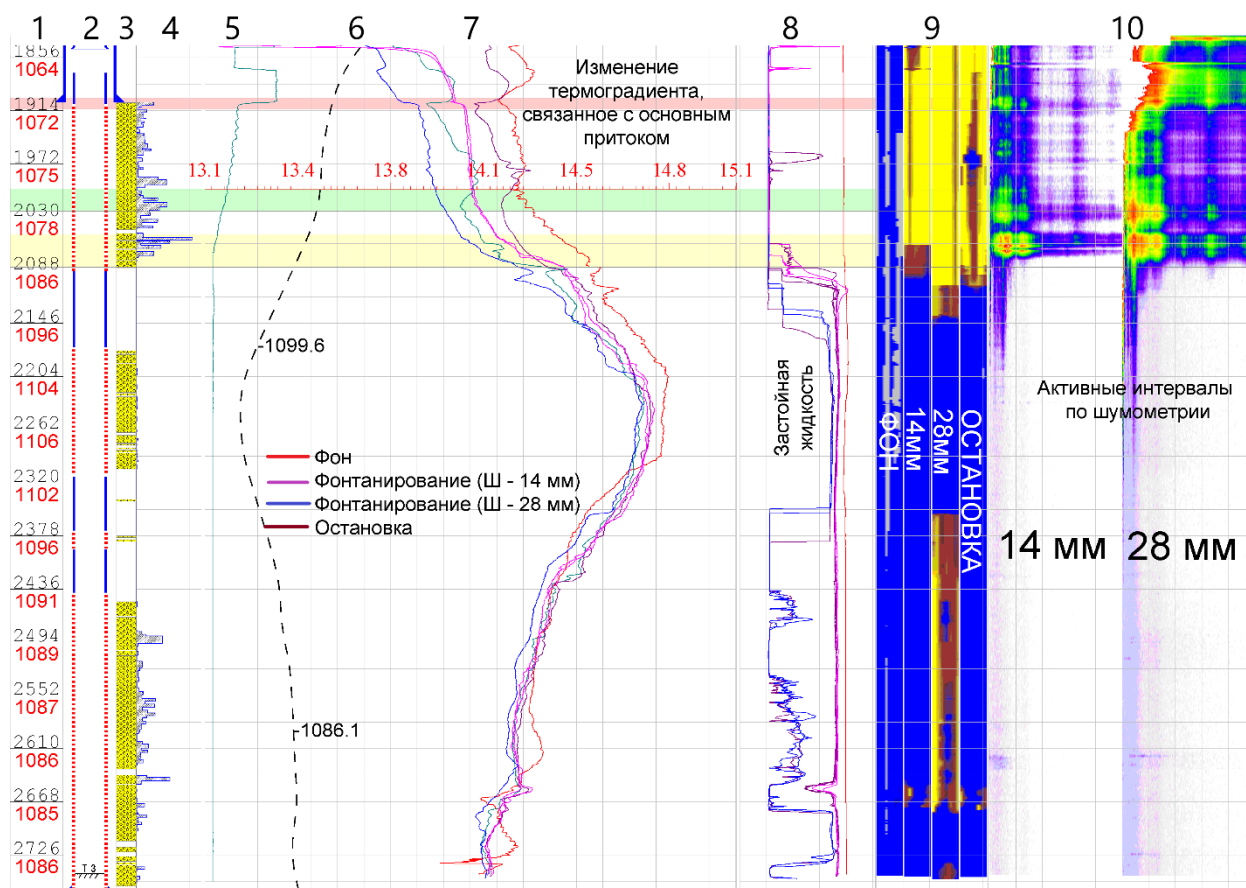 1 2 3 4 5 6 7 8 9 10
1856
1064
1914
1072
1972
1075
2030
1078
2088
1086
2146
1096
2204
1104
2262
1106
2320
1102
2378
1096
2436
1091
2494
1089
2552
1087
2610
1086
2668
1085
2726
1086
Т3
Изменение
термоградиента,
связанное с основным
притоком
13.1 13.4 13.8 14.1 14.5 14.8 15.1
1099.6
1086.1
Фон
Фонтанирование (Ш - 14 мм)
Фонтанирование (Ш - 28 мм)
Остановка
Застойная
жидкость
ФОН
14мм
28мм
ОСТАНОВКА
Активные интервалы
по шумометрии
14 мм 28 мм